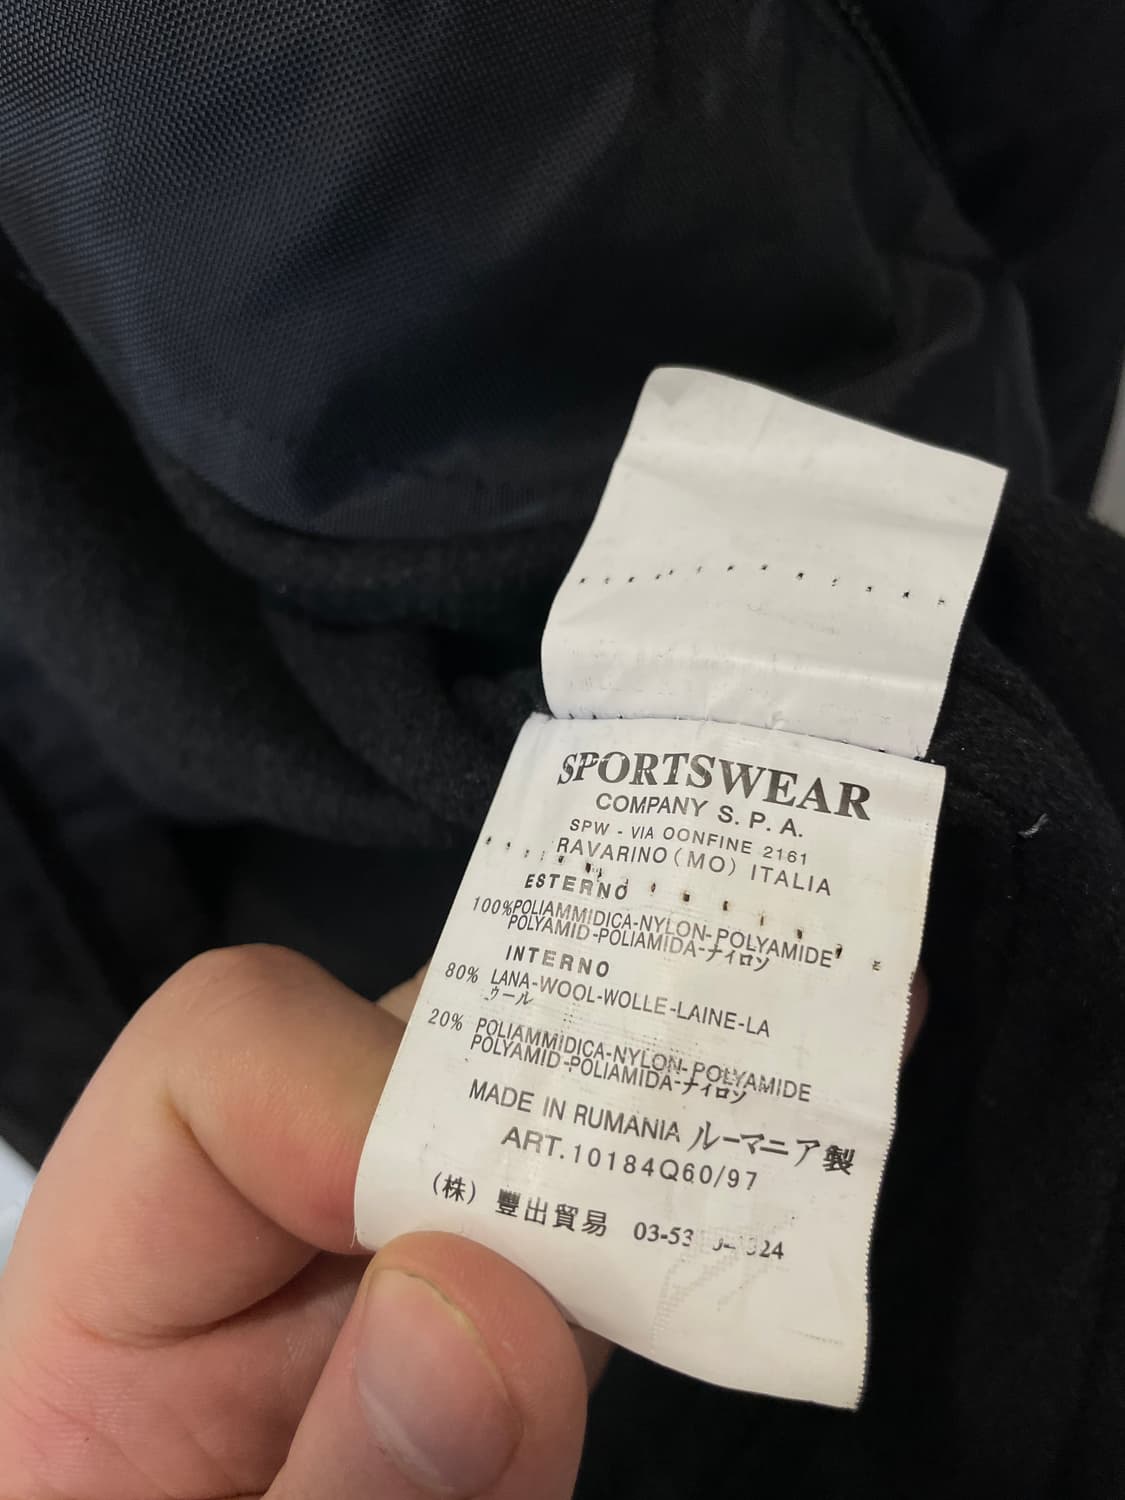 SPORTSWEAR
COMPANY S. P. A.
SPW - VIA OONFINE 2161
RAVARINO (MO) ITALIA
ESTERNO
100%POLIAMMIDICA-NYLON-POLYAMIDE
POLYAMID-POLIAMIDA-ナイロソ
INTERNO
80% LANA-WOOL-WOLLE-LAINE-LA
ウール
20% POLIAMMIDICA-NYLON-POLYAMIDE
POLYAMID-POLIAMIDA-ナイロソ
MADE IN RUMANIA ルーマニア製
ART.10184Q60/97
(株) 豐出貿易